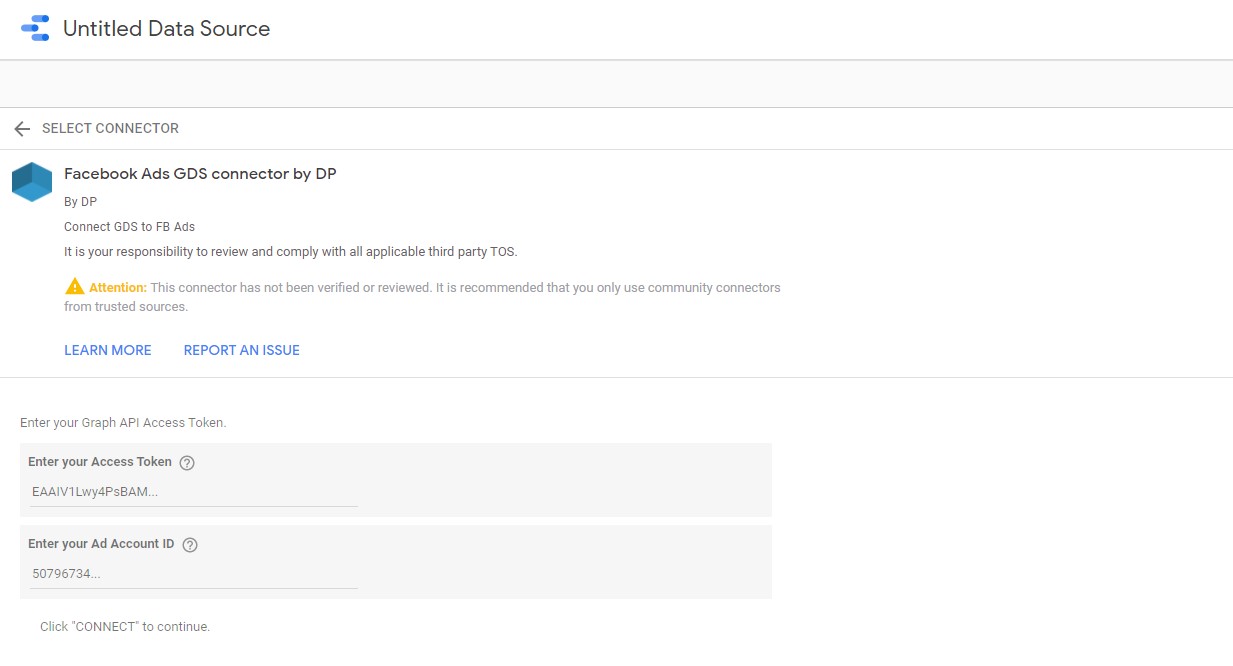 Untitled Data Source
SELECT CONNECTOR
Facebook Ads GDS connector by DP
By DP
Connect GDS to FB Ads
It is your responsibility to review and comply with all applicable third party TOS.
Attention: This connector has not been verified or reviewed. It is recommended that you only use community connectors
from trusted sources.
LEARN MORE REPORT AN ISSUE
Enter your Graph API Access Token.
Enter your Access Token
EAAIV1Lwy4PsBAM...
Enter your Ad Account ID
50796734...
Click "CONNECT" to continue.